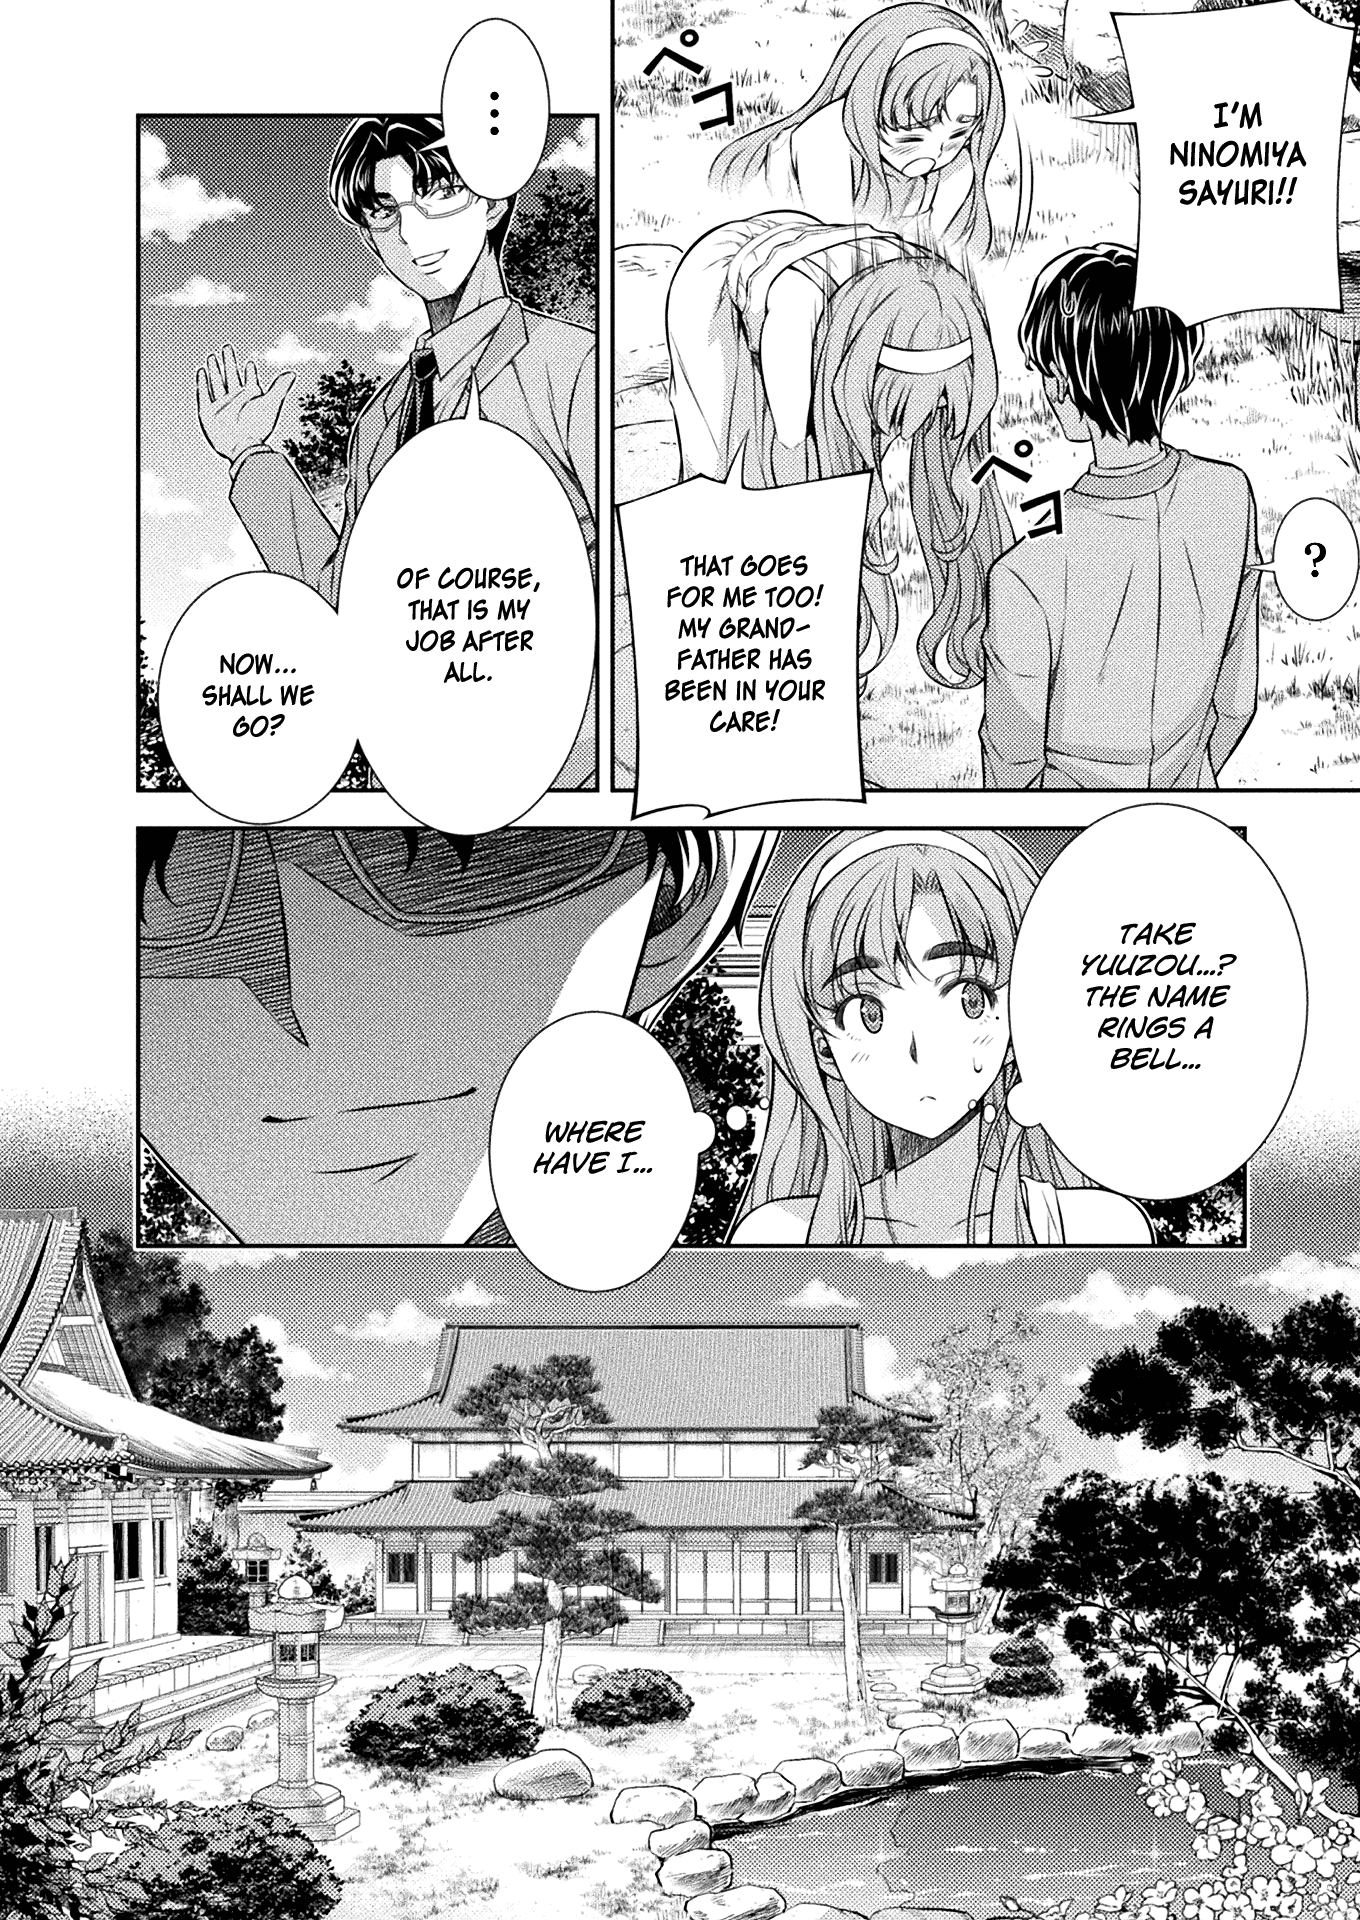 I'M
NINOMIYA
SAYURI!!
ペコ
THAT GOES
FOR ME TOO!
MY GRAND-
FATHER HAS
BEEN IN YOUR
CARE!
ペコ
?
...
OF COURSE,
THAT IS MY
JOB AFTER
ALL.
NOW...
SHALL WE
GO?
TAKE
YUUZOU...?
THE NAME
RINGS A
BELL...
WHERE
HAVE I...